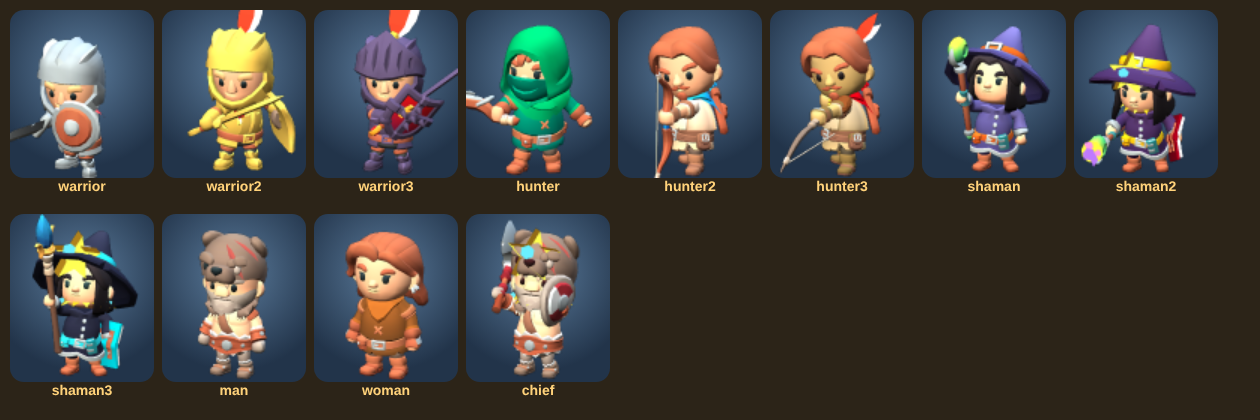 warrior
warrior2
warrior3
hunter
hunter2
hunter3
shaman
shaman2
shaman3
man
woman
chief